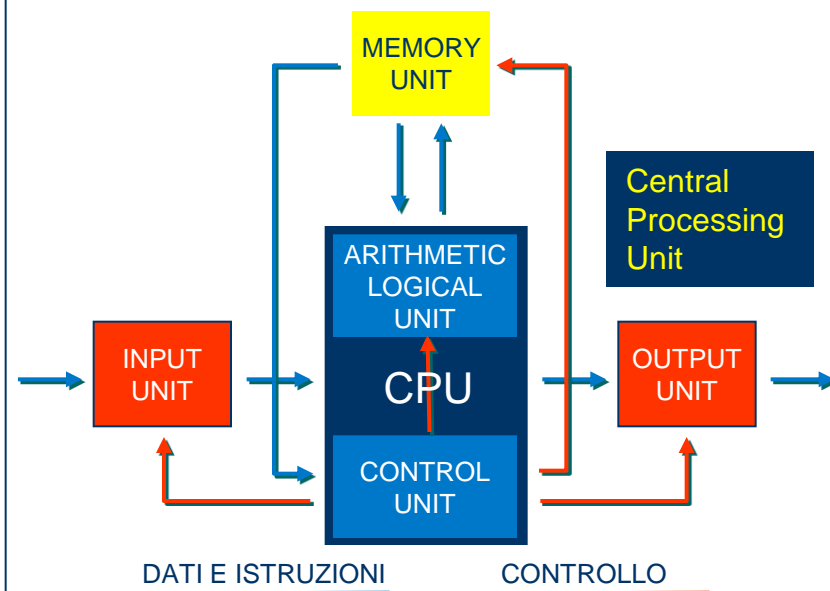 MEMORY
UNIT
Central
Processing
Unit
ARITHMETIC
LOGICAL
UNIT
INPUT
UNIT
CPU
OUTPUT
UNIT
CONTROL
UNIT
DATI E ISTRUZIONI
CONTROLLO